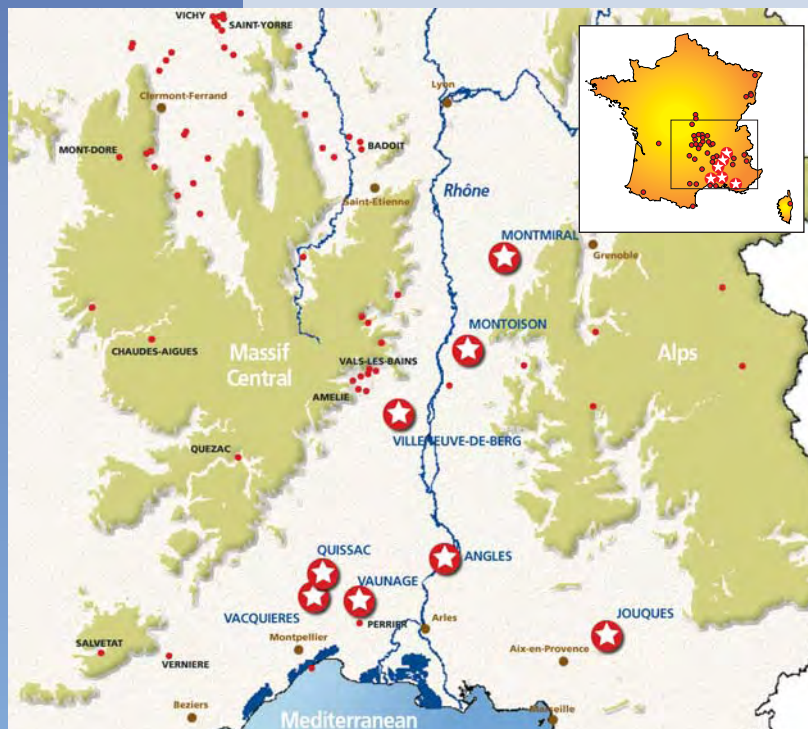 VICHY
SAINT-YORRE
Clermont-Ferrand
Lyon
MONT-DORE
BADOIT
Saint-Etienne
Rhône
MONTMIRAL
Grenoble
MONTOISON
CHAUDES-AIGUES
Massif
Central
VALS-LES-BAINS
Alps
AMELIE
VILLENEUVE-DE-BERG
QUEZAC
QUISSAC
ANGLES
VAUNAGE
VACQUIERES
PERRIER
Arles
JOUQUES
SALVETAT
Montpellier
VERNIERE
Aix-en-Provence
Beziers
Mediterranean
Marseille